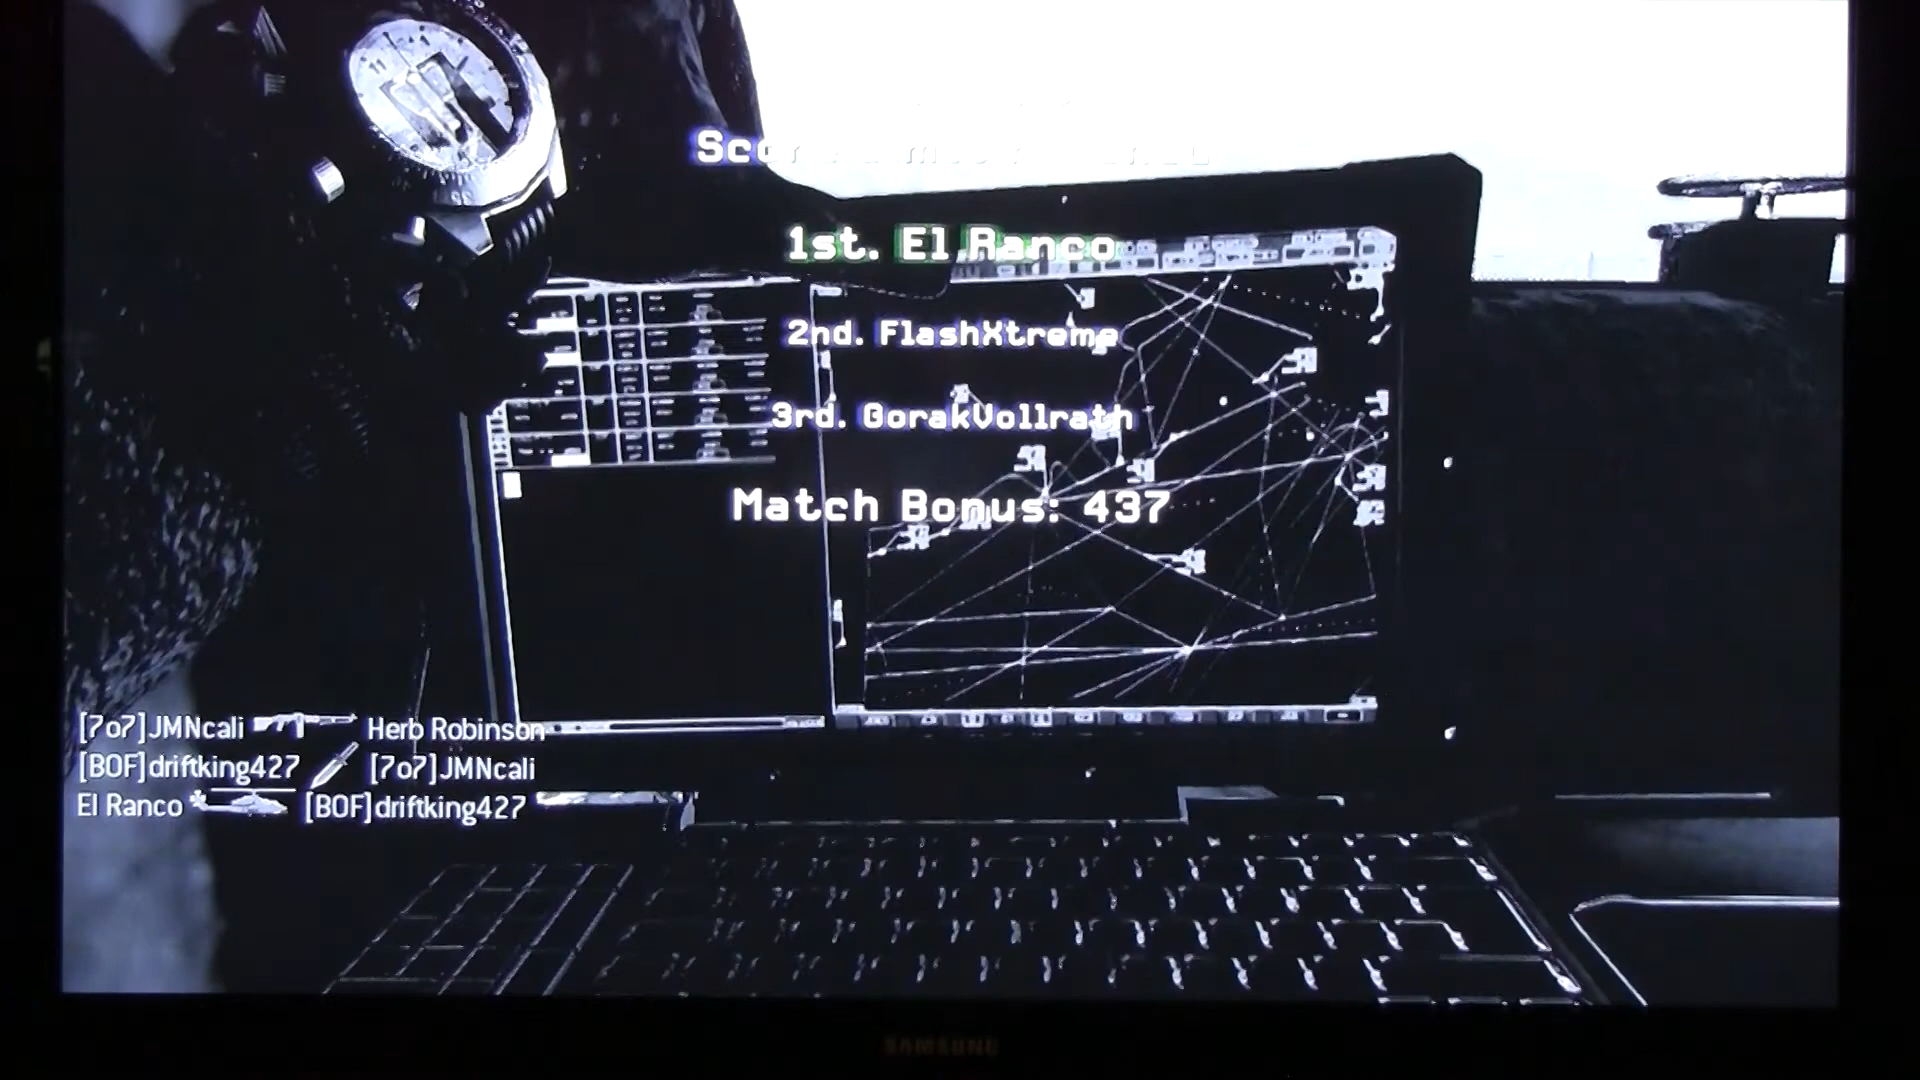 1st. El Ranco
2nd. FlashXtreme
3rd. GorakVollrath
Match Bonus: 437
[7o7]JMNcali Herb Robinson
[BOF]driftking427 [7o7]JMNcali
El Ranco [BOF]driftking427
SAMSUNG